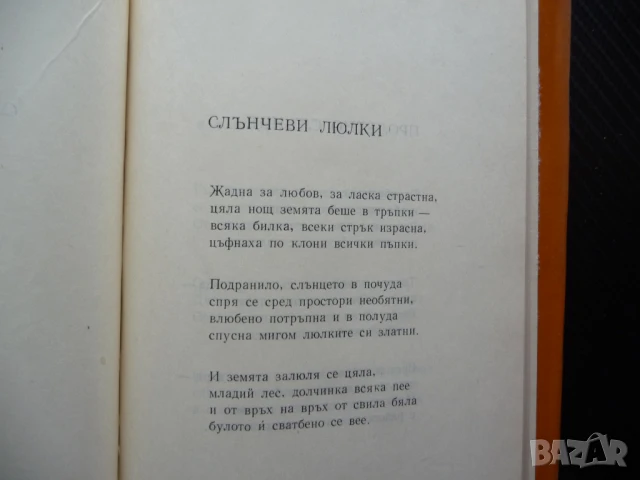 СЛЪНЧЕВИ ЛЮЛКИ
Жадна за любов, за ласка страстна,
цяла нощ земята беше в тръпки —
всяка билка, всеки стрък израсна,
цъфнаха по клони всички пъпки.
Подранило, слънцето в почуда
спря се сред простори необятни,
влюбено потръпна и в полуда
спусна мигом люлките си златни.
И земята залюля се цяла,
младий лес, долчинка всяка пее
и от връх на връх от свила бяла
булото ѝ сватбено се вее.
BAZAR